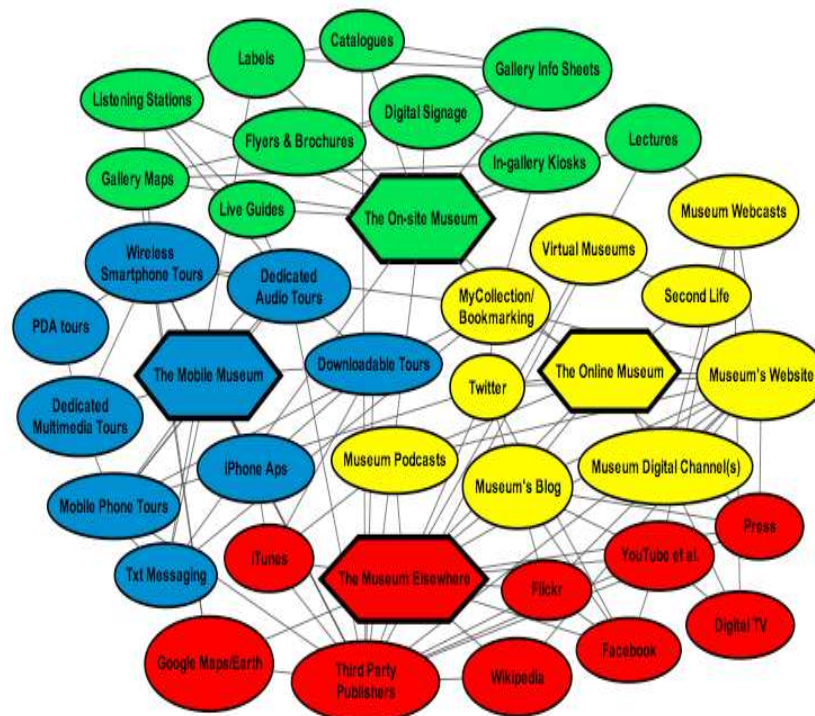 Catalogues
Labels
Gallery Info Sheets
Listening Stations
Digital Signage
Flyers & Brochures
Lectures
In-gallery Kiosks
Gallery Maps
Live Guides
The On-site Museum
Museum Webcasts
Virtual Museums
Wireless
Smartphone Tours
Dedicated
Audio Tours
MyCollection/
Bookmarking
Second Life
PDA tours
The Mobile Museum
Downloadable Tours
Twitter
The Online Museum
Museum's Website
Dedicated
Multimedia Tours
iPhone Aps
Museum Podcasts
Museum's Blog
Museum Digital Channel(s)
Mobile Phone Tours
Press
iTunes
YouTube et al.
Txt Messaging
The Museum Elsewhere
Flickr
Digital TV
Google Maps/Earth
Third Party
Publishers
Wikipedia
Facebook